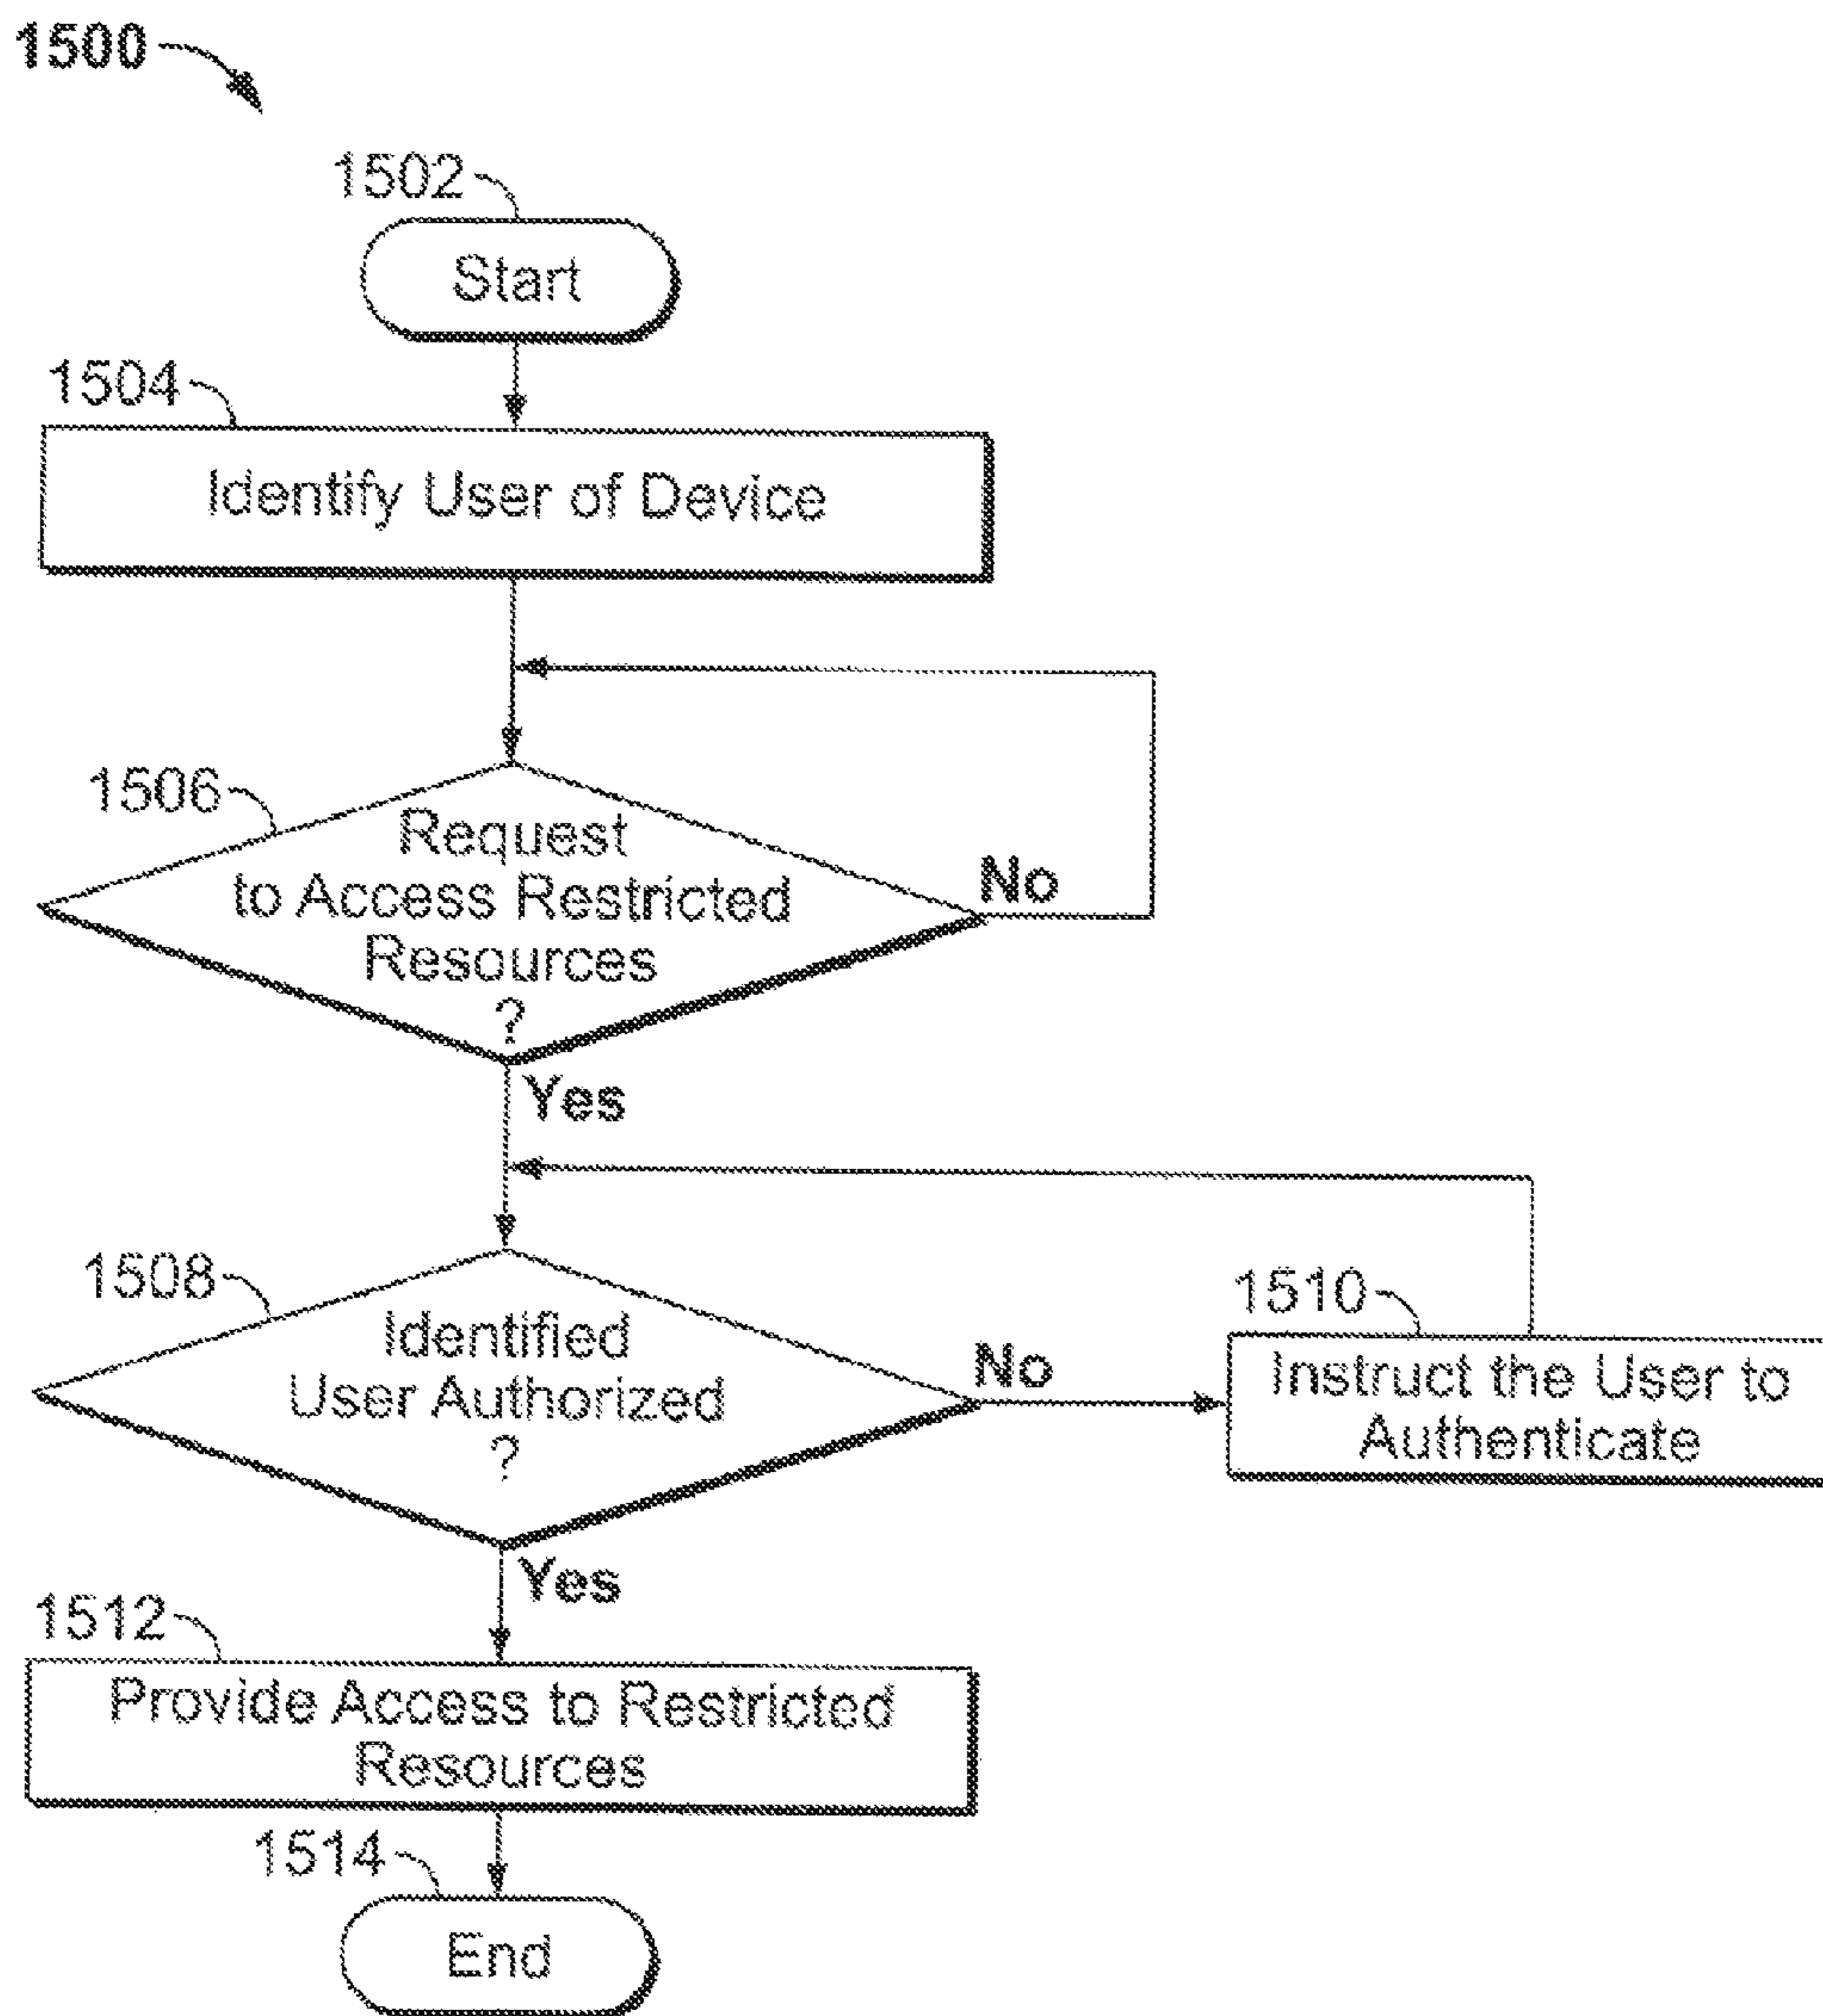 1500
1502
Start
1504
Identify User of Device
1506
Request
to Access Restricted
Resources
?
No
Yes
1508
Identified
User Authorized
?
No
1510
Instruct the User to
Authenticate
Yes
1512
Provide Access to Restricted
Resources
1514
End